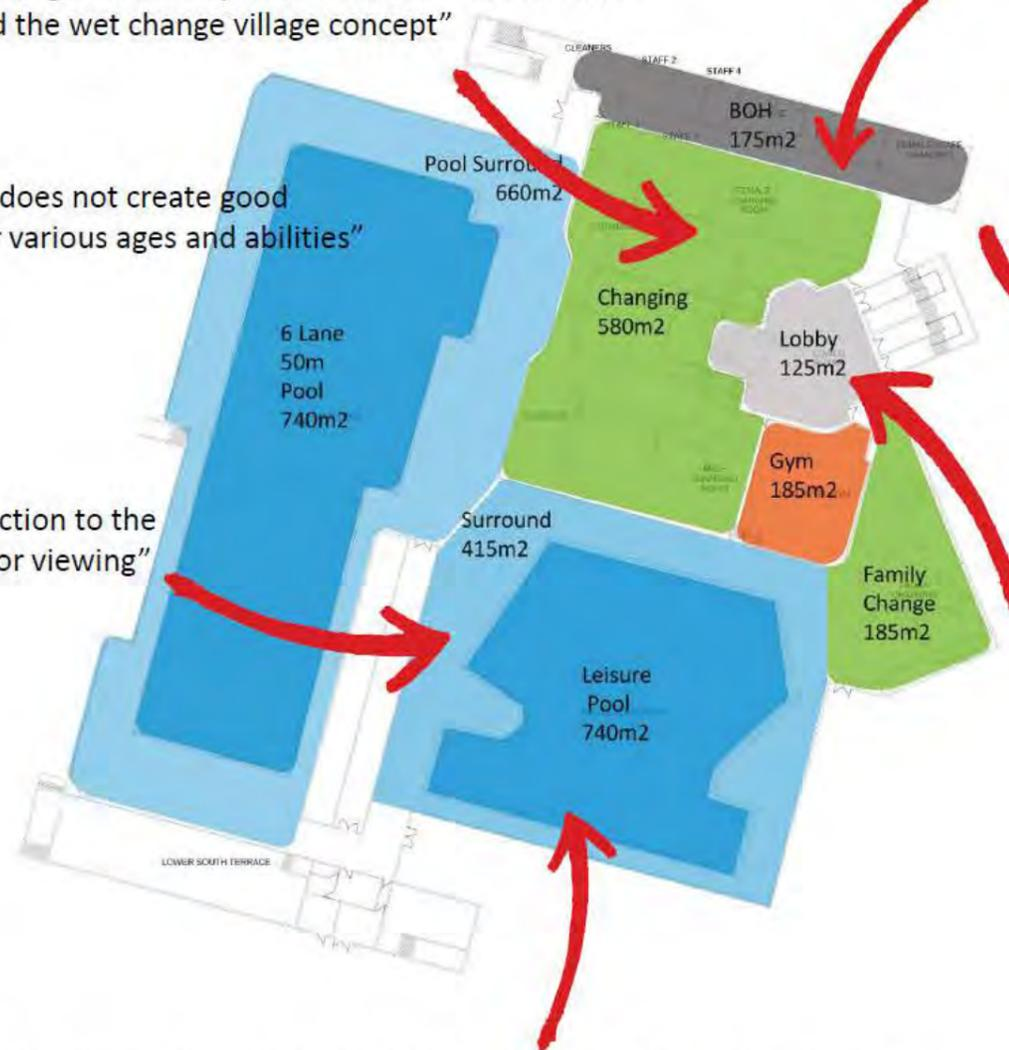 d the wet change village concept”
CLEANERS
STAFF 2
STAFF 4
BOH
175m2
Pool Surround
660m2
does not create good
various ages and abilities”
Changing
580m2
6 Lane
50m
Pool
740m2
Lobby
125m2
Gym
185m2
ction to the
or viewing”
Surround
415m2
Family
Change
185m2
Leisure
Pool
740m2
LOWER SOUTH TERRACE